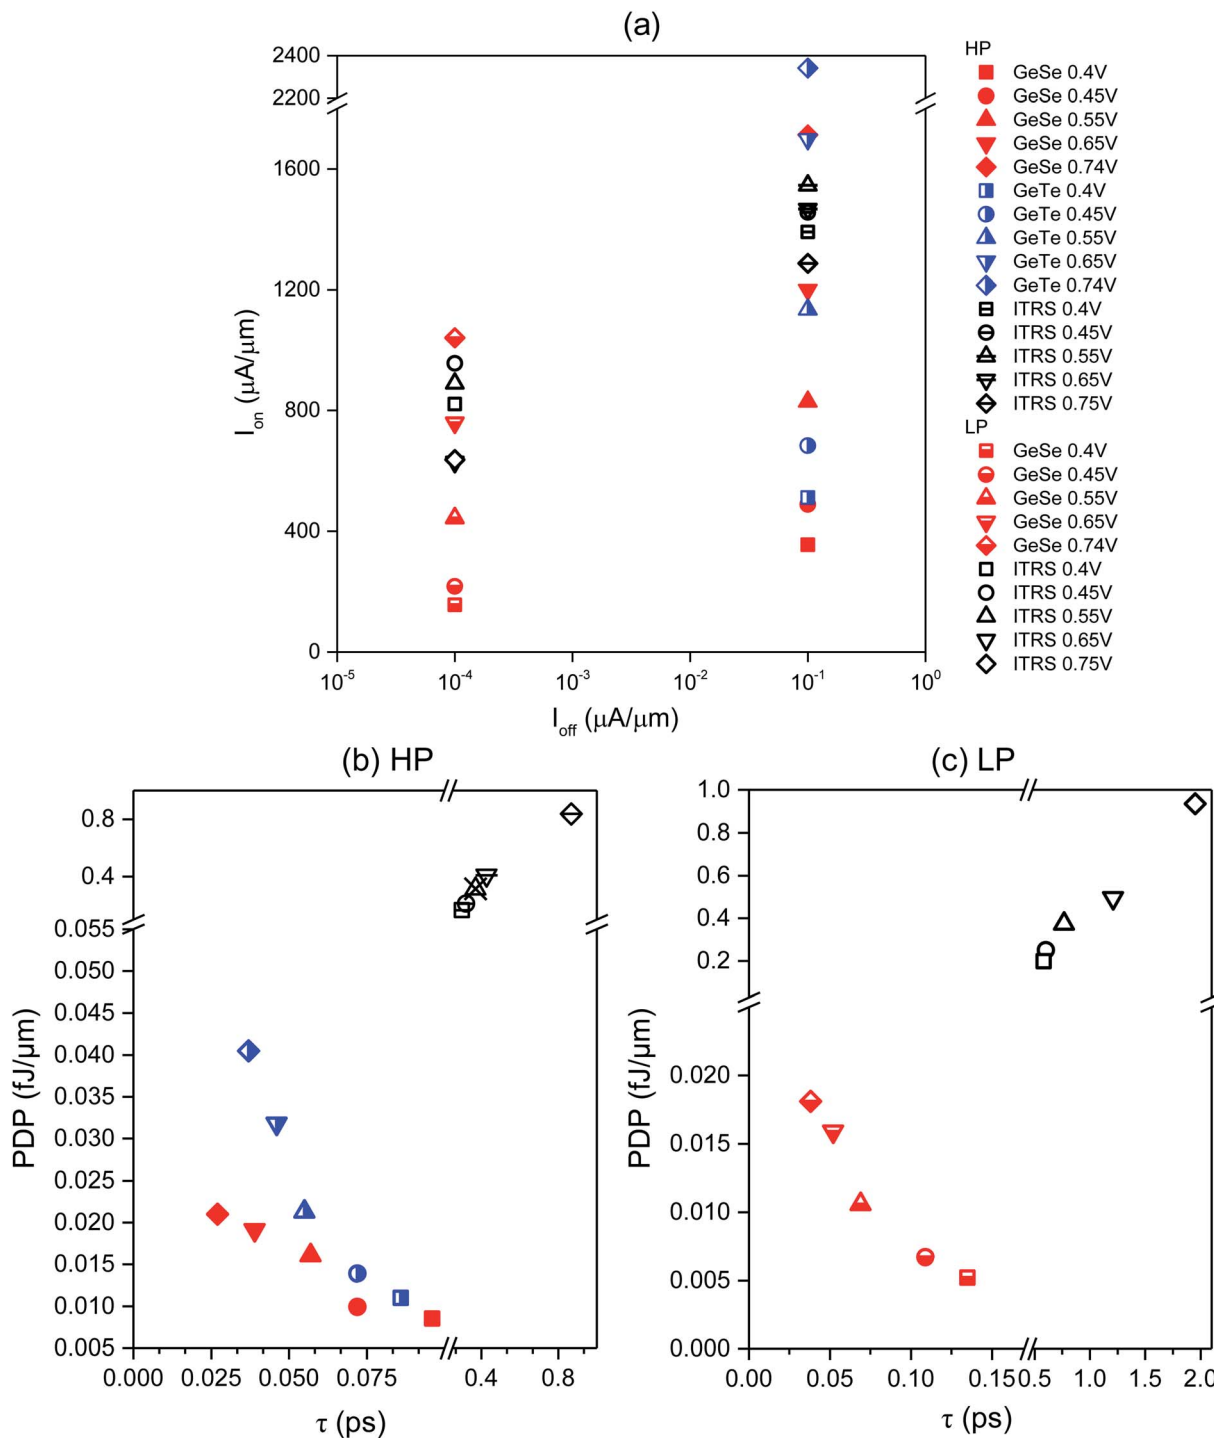 (a)
2400
2200
1600
1200
800
400
0
I_on (μA/μm)
10^-5
10^-4
10^-3
10^-2
10^-1
10^0
I_off (μA/μm)
HP
GeSe 0.4V
GeSe 0.45V
GeSe 0.55V
GeSe 0.65V
GeSe 0.74V
GeTe 0.4V
GeTe 0.45V
GeTe 0.55V
GeTe 0.65V
GeTe 0.74V
ITRS 0.4V
ITRS 0.45V
ITRS 0.55V
ITRS 0.65V
ITRS 0.75V
LP
GeSe 0.4V
GeSe 0.45V
GeSe 0.55V
GeSe 0.65V
GeSe 0.74V
ITRS 0.4V
ITRS 0.45V
ITRS 0.55V
ITRS 0.65V
ITRS 0.75V
(b) HP
0.8
0.4
0.055
0.050
0.045
0.040
0.035
0.030
0.025
0.020
0.015
0.010
0.005
PDP (fJ/μm)
0.000
0.025
0.050
0.075
0.4
0.8
τ (ps)
(c) LP
1.0
0.8
0.6
0.4
0.2
0.020
0.015
0.010
0.005
0.000
PDP (fJ/μm)
0.00
0.05
0.10
0.15
0.5
1.0
1.5
2.0
τ (ps)